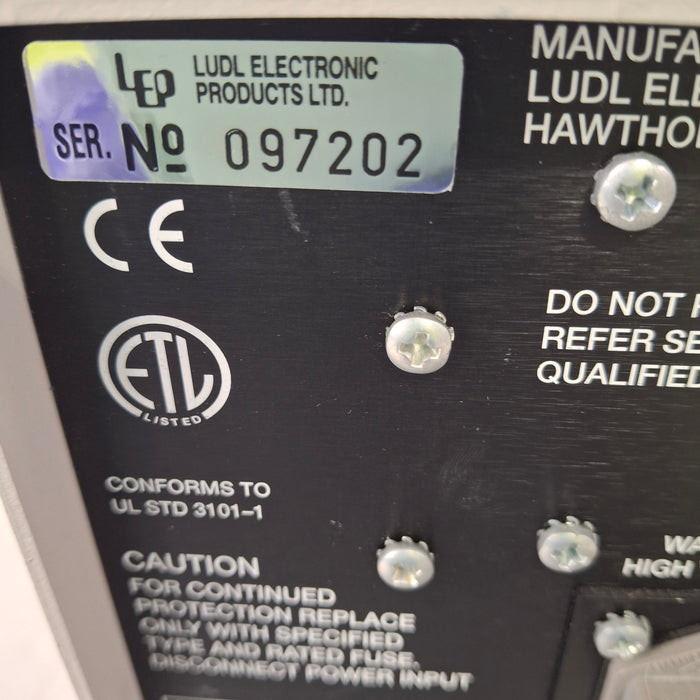 LEP LUDL ELECTRONIC
PRODUCTS LTD.
SER. Nº 097202
MANUFA
LUDL ELE
HAWTHO
CE
ETL
LISTED
DO NOT
REFER SE
QUALIFIED
CONFORMS TO
UL STD 3101-1
CAUTION
FOR CONTINUED
PROTECTION REPLACE
ONLY WITH SPECIFIED
TYPE AND RATED FUSE.
DISCONNECT POWER INPUT
WA
HIGH